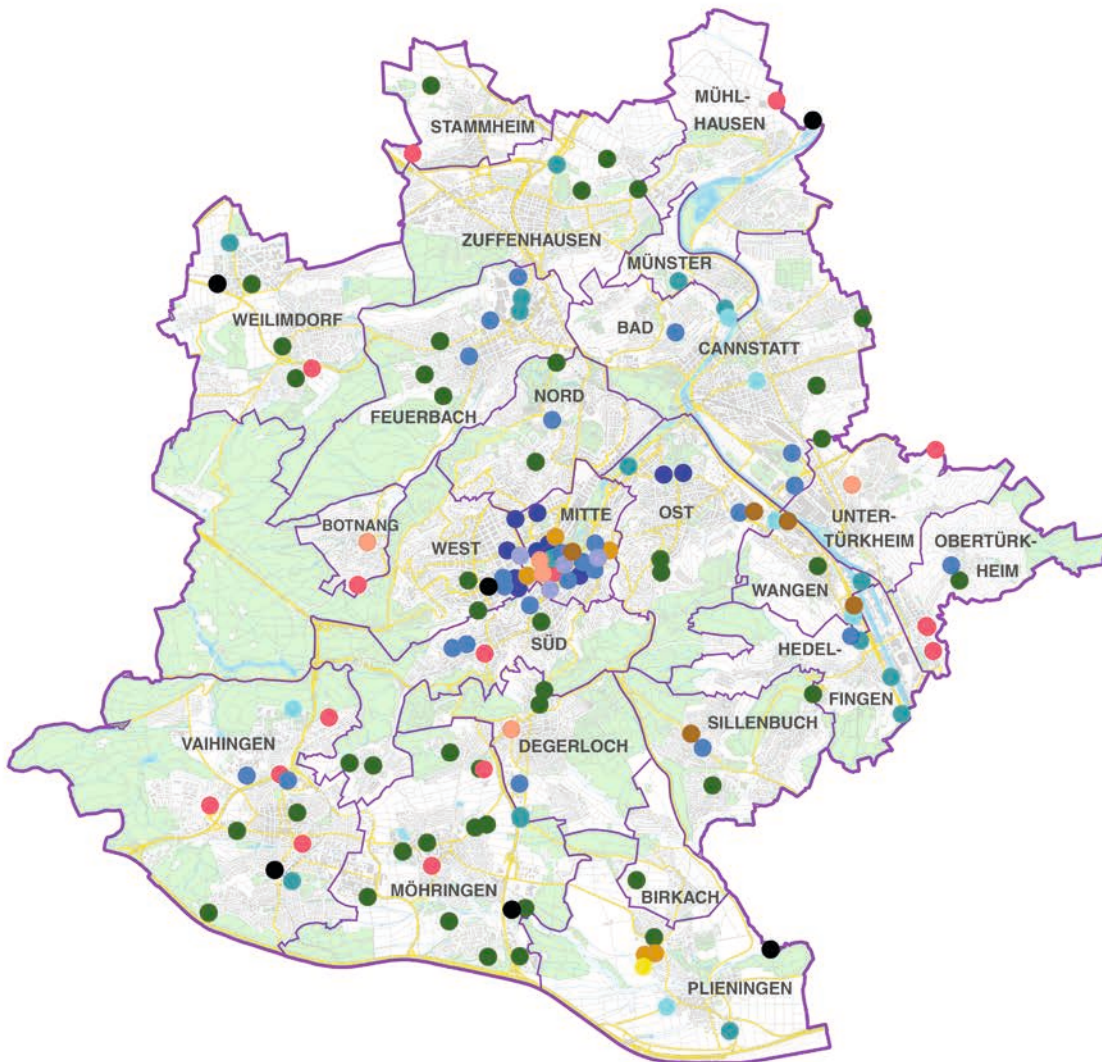 MÜHL-
HAUSEN
STAMMHEIM
ZUFFENHAUSEN
MÜNSTER
WEILIMDORF
BAD
CANNSTATT
NORD
FEUERBACH
BOTNANG
WEST
MITTE
OST
UNTER-
TÜRKHEIM
OBERTÜRK-
HEIM
WANGEN
SÜD
HEDEL-
FINGEN
SILLENBUCH
VAIHINGEN
DEGERLOCH
MÖHRINGEN
BIRKACH
PLIENINGEN